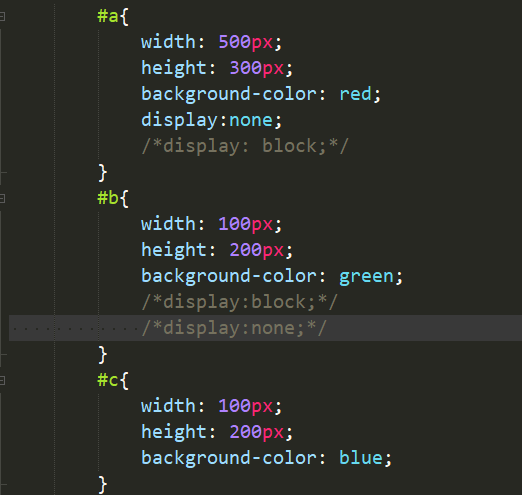 #a{
width: 500px;
height: 300px;
background-color: red;
display:none;
/*display: block;*/
}
#b{
width: 100px;
height: 200px;
background-color: green;
/*display:block;*/
/*display:none;*/
}
#c{
width: 100px;
height: 200px;
background-color: blue;
}